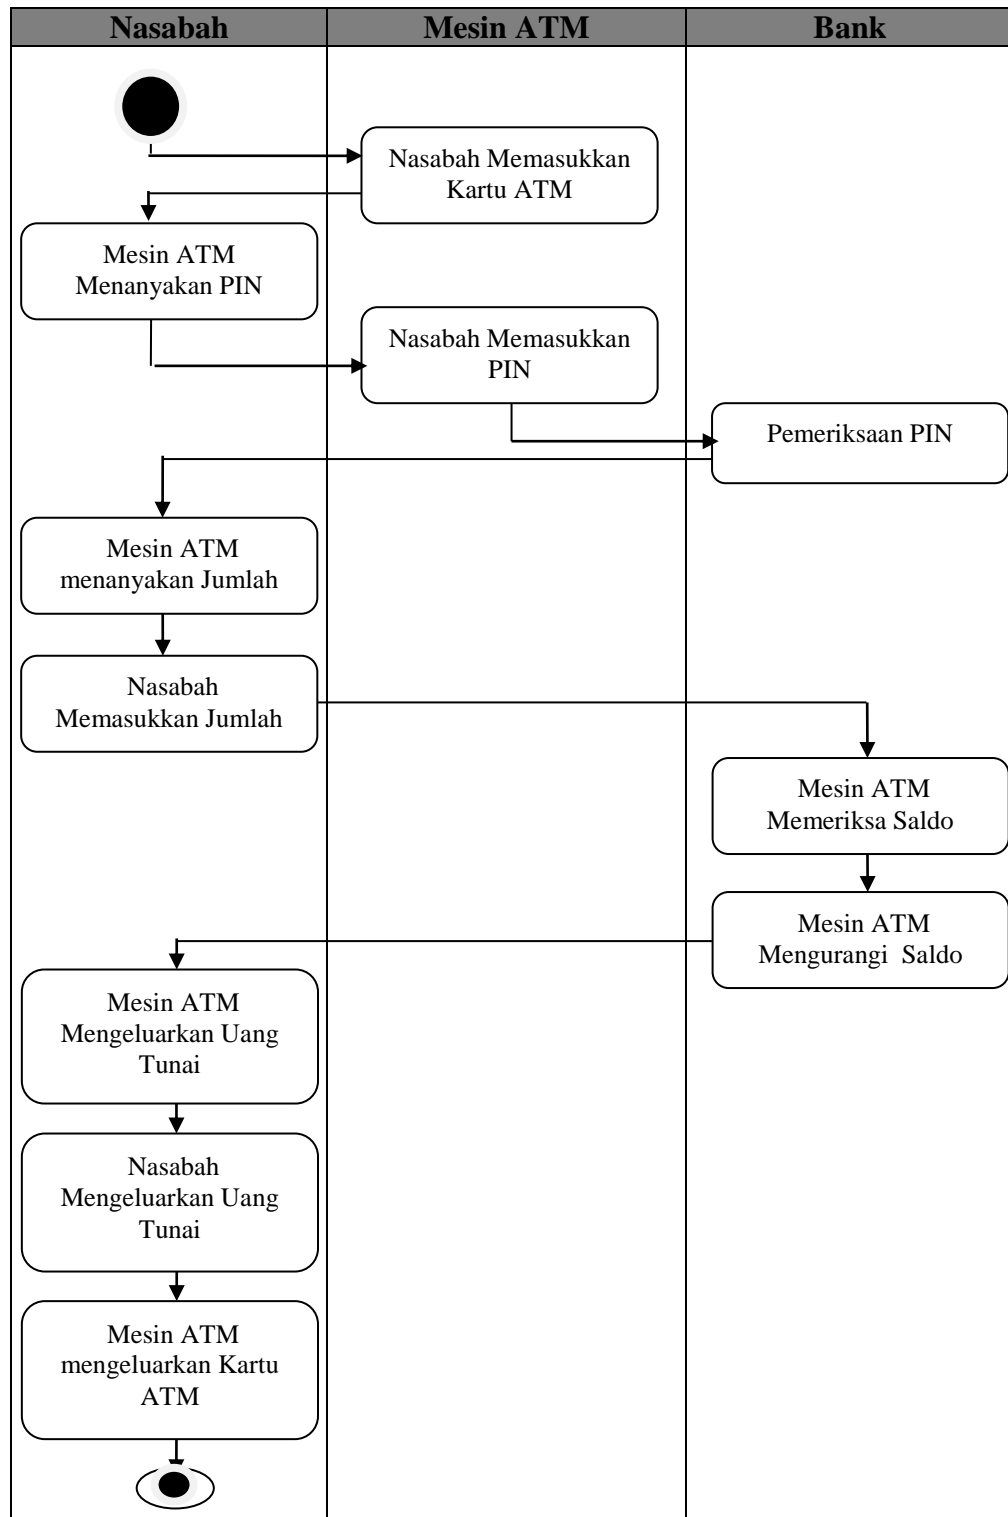 Nasabah
Mesin ATM
Bank
Nasabah Memasukkan
Kartu ATM
Mesin ATM
Menanyakan PIN
Nasabah Memasukkan
PIN
Pemeriksaan PIN
Mesin ATM
menanyakan Jumlah
Nasabah
Memasukkan Jumlah
Mesin ATM
Memeriksa Saldo
Mesin ATM
Mengurangi  Saldo
Mesin ATM
Mengeluarkan Uang
Tunai
Nasabah
Mengeluarkan Uang
Tunai
Mesin ATM
mengeluarkan Kartu
ATM